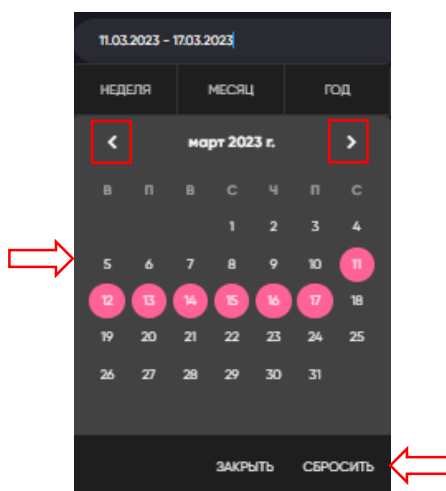 11.03.2023 - 17.03.2023
НЕДЕЛЯ МЕСЯЦ ГОД
март 2023 г.
В П В С Ч П С
1 2 3 4
5 6 7 8 9 10 11
12 13 14 15 16 17 18
19 20 21 22 23 24 25
26 27 28 29 30 31
ЗАКРЫТЬ СБРОСИТЬ